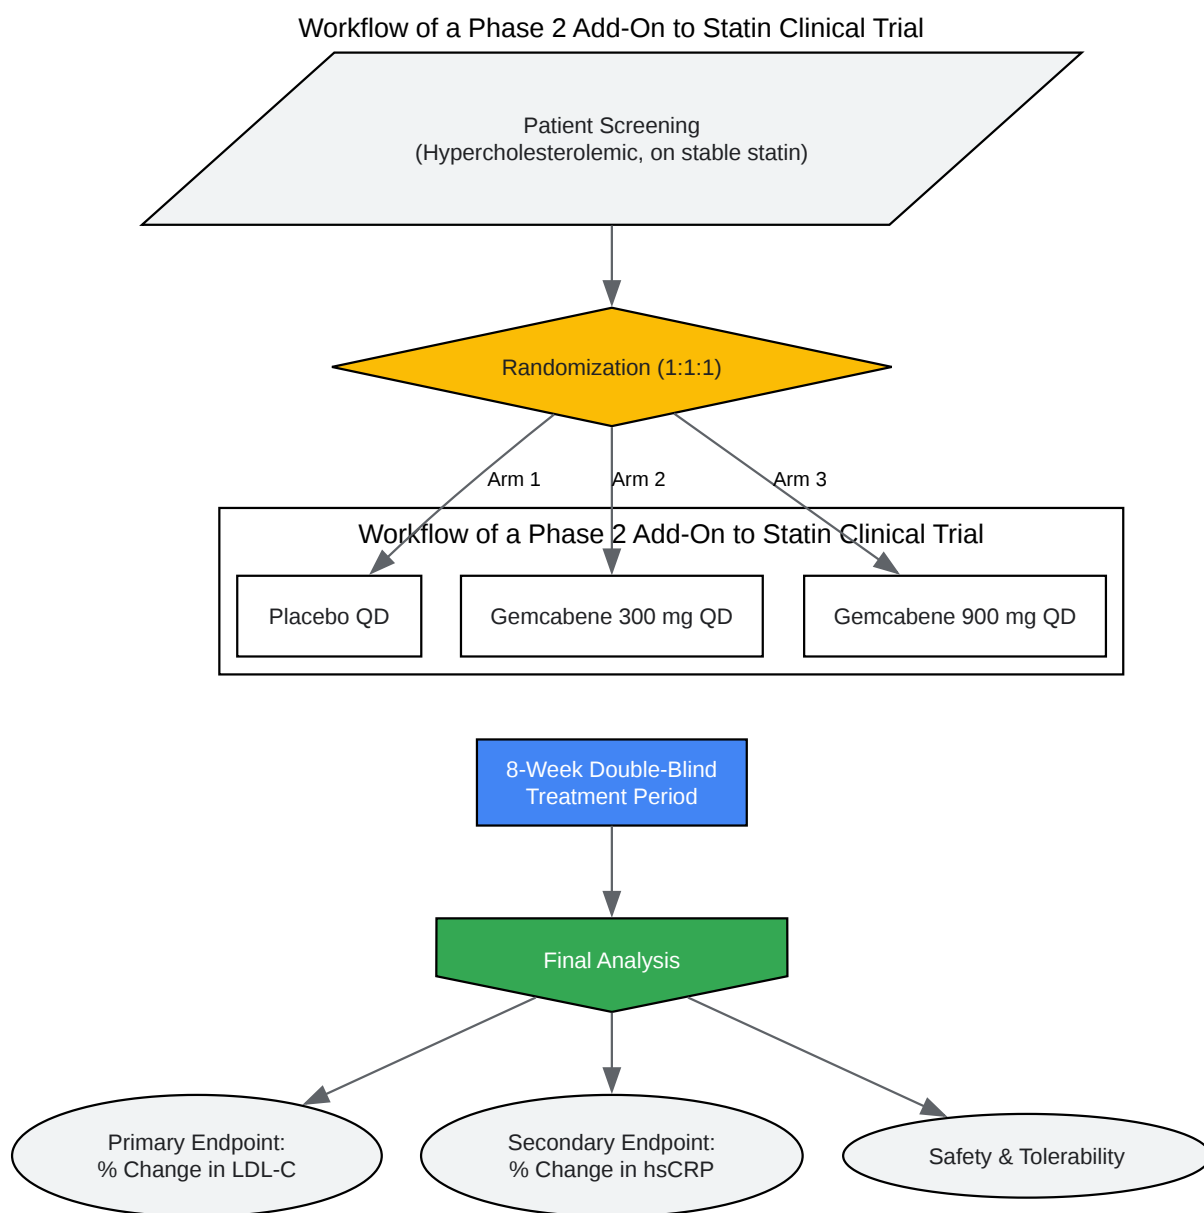 Workflow of a Phase 2 Add-On to Statin Clinical Trial
Patient Screening
(Hypercholesterolemic, on stable statin)
Randomization (1:1:1)
Arm 1
Arm 2
Arm 3
Workflow of a Phase 2 Add-On to Statin Clinical Trial
Placebo QD
Gemcabene 300 mg QD
Gemcabene 900 mg QD
8-Week Double-Blind
Treatment Period
Final Analysis
Primary Endpoint:
% Change in LDL-C
Secondary Endpoint:
% Change in hsCRP
Safety & Tolerability